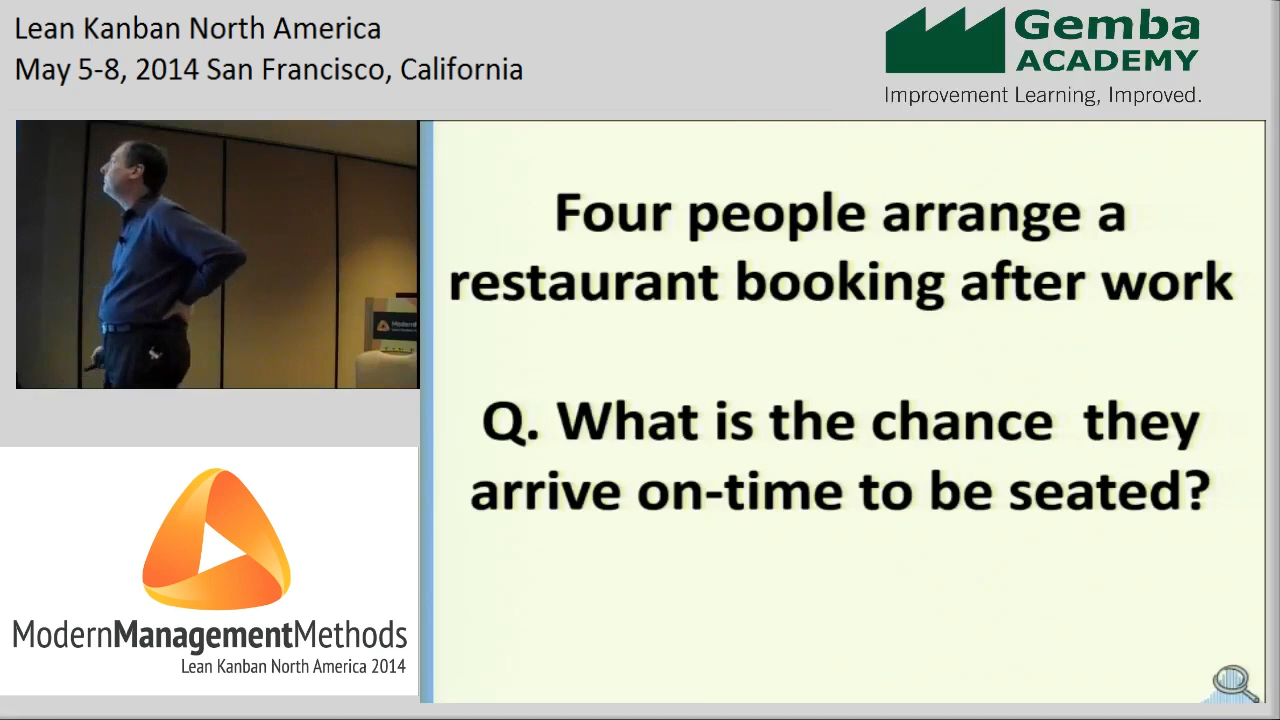 Lean Kanban North America
May 5-8, 2014 San Francisco, California
Gemba
ACADEMY
Improvement Learning, Improved.
Four people arrange a
restaurant booking after work
Q. What is the chance they
arrive on-time to be seated?
ModernManagementMethods
Lean Kanban North America 2014